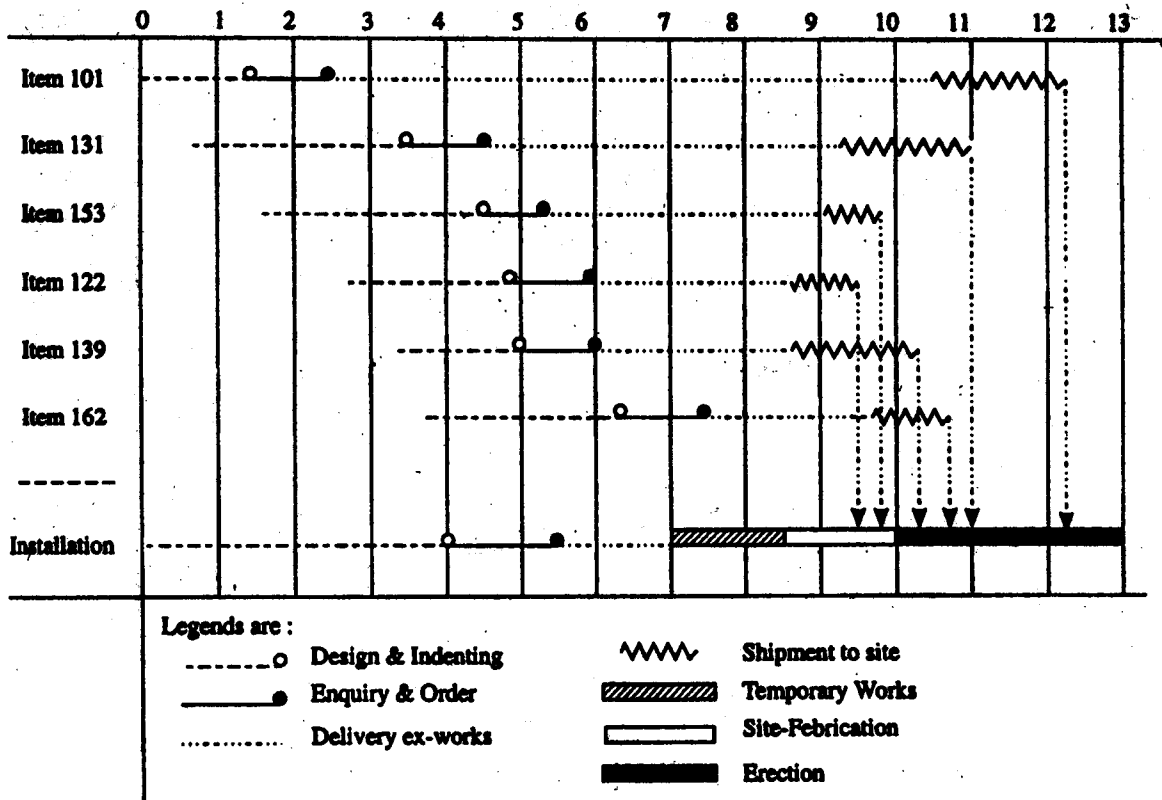 0 1 2 3 4 5 6 7 8 9 10 11 12 13
Item 101
Item 131
Item 153
Item 122
Item 139
Item 162
Installation
Legends are :
Design & Indenting
Enquiry & Order
Delivery ex-works
Shipment to site
Temporary Works
Site-Febrication
Erection